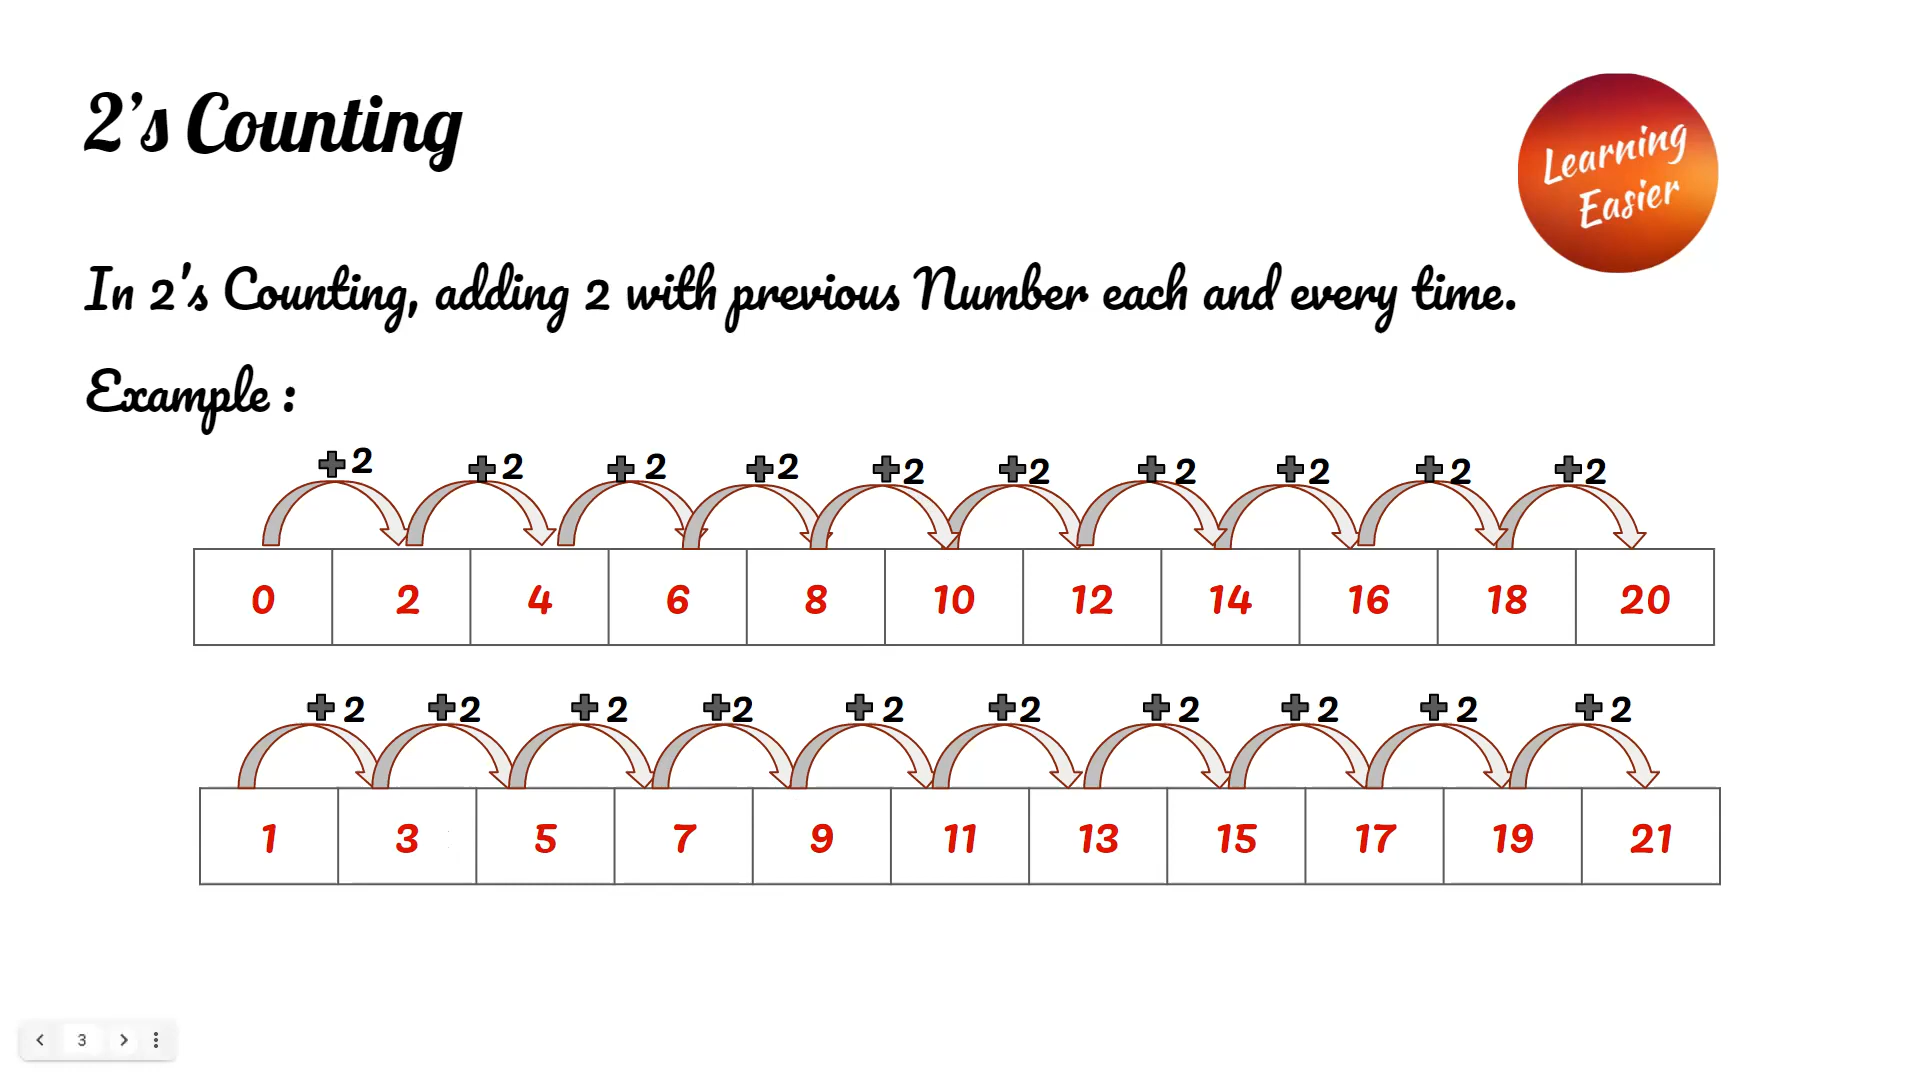 2's Counting
Learning
Easier
In 2's Counting, adding 2 with previous Number each and every time.
Example :
+2 +2 +2 +2 +2 +2 +2 +2 +2 +2
0 2 4 6 8 10 12 14 16 18 20
+2 +2 +2 +2 +2 +2 +2 +2 +2 +2
1 3 5 7 9 11 13 15 17 19 21
3